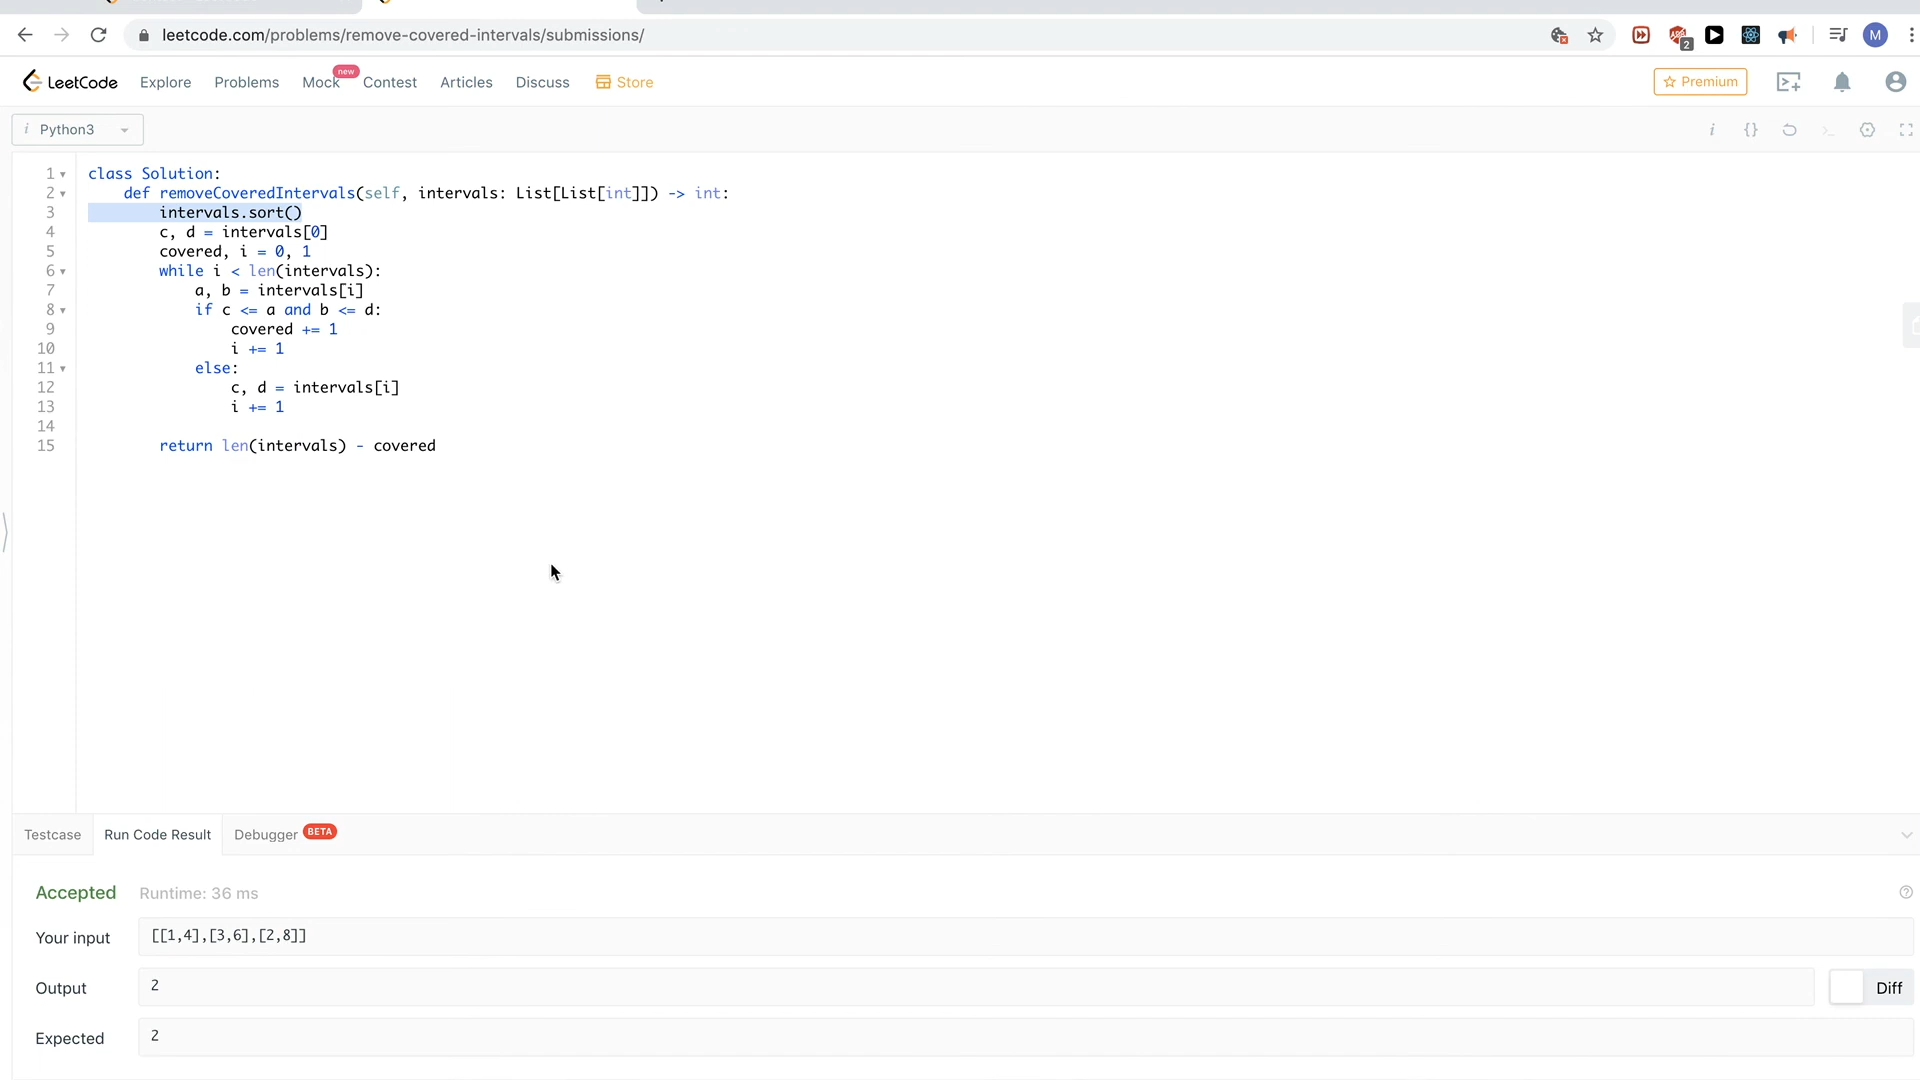 leetcode.com/problems/remove-covered-intervals/submissions/
2
M
LeetCode Explore Problems Mock new Contest Articles Discuss Store Premium
i Python3 i {}
1 class Solution:
2 def removeCoveredIntervals(self, intervals: List[List[int]]) -> int:
3 intervals.sort()
4 c, d = intervals[0]
5 covered, i = 0, 1
6 while i < len(intervals):
7 a, b = intervals[i]
8 if c <= a and b <= d:
9 covered += 1
10 i += 1
11 else:
12 c, d = intervals[i]
13 i += 1
14
15 return len(intervals) - covered
Testcase Run Code Result Debugger BETA
Accepted Runtime: 36 ms
Your input [[1,4],[3,6],[2,8]]
Output 2 Diff
Expected 2